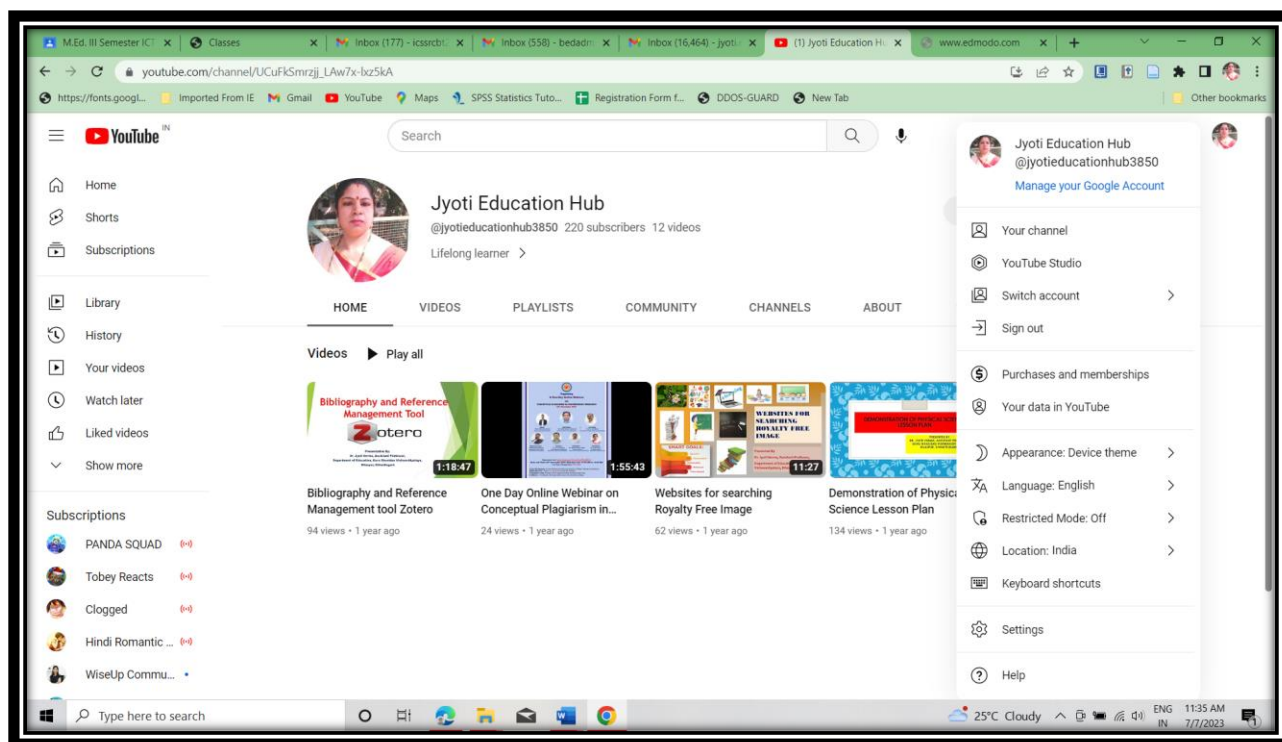 M.Ed. III Semester ICT
Classes
Inbox (177) - icssrcbt.
Inbox (558) - bedadm
Inbox (16,464) - jyoti.
(1) Jyoti Education Hu
www.edmodo.com
youtube.com/channel/UCuFkSmrzjj_LAw7x-lxz5kA
https://fonts.googl...
Imported From IE
Gmail
YouTube
Maps
SPSS Statistics Tuto...
Registration Form f...
DDOS-GUARD
New Tab
Other bookmarks
YouTube IN
Search
Home
Shorts
Subscriptions
Library
History
Your videos
Watch later
Liked videos
Show more
Subscriptions
PANDA SQUAD
Tobey Reacts
Clogged
Hindi Romantic ...
WiseUp Commu...
Jyoti Education Hub
@jyotieducationhub3850 220 subscribers 12 videos
Lifelong learner
HOME VIDEOS PLAYLISTS COMMUNITY CHANNELS ABOUT
Videos Play all
Bibliography and Reference
Management Tool
Zotero
1:18:47
Bibliography and Reference
Management tool Zotero
94 views • 1 year ago
1:55:43
One Day Online Webinar on
Conceptual Plagiarism in...
24 views • 1 year ago
WEBSITES FOR
SEARCHING
ROYALTY FREE
IMAGE
11:27
Websites for searching
Royalty Free Image
62 views • 1 year ago
Demonstration of Physica
Science Lesson Plan
134 views • 1 year ago
Jyoti Education Hub
@jyotieducationhub3850
Manage your Google Account
Your channel
YouTube Studio
Switch account
Sign out
Purchases and memberships
Your data in YouTube
Appearance: Device theme
Language: English
Restricted Mode: Off
Location: India
Keyboard shortcuts
Settings
Help
Type here to search
25°C Cloudy
ENG
IN
11:35 AM
7/7/2023